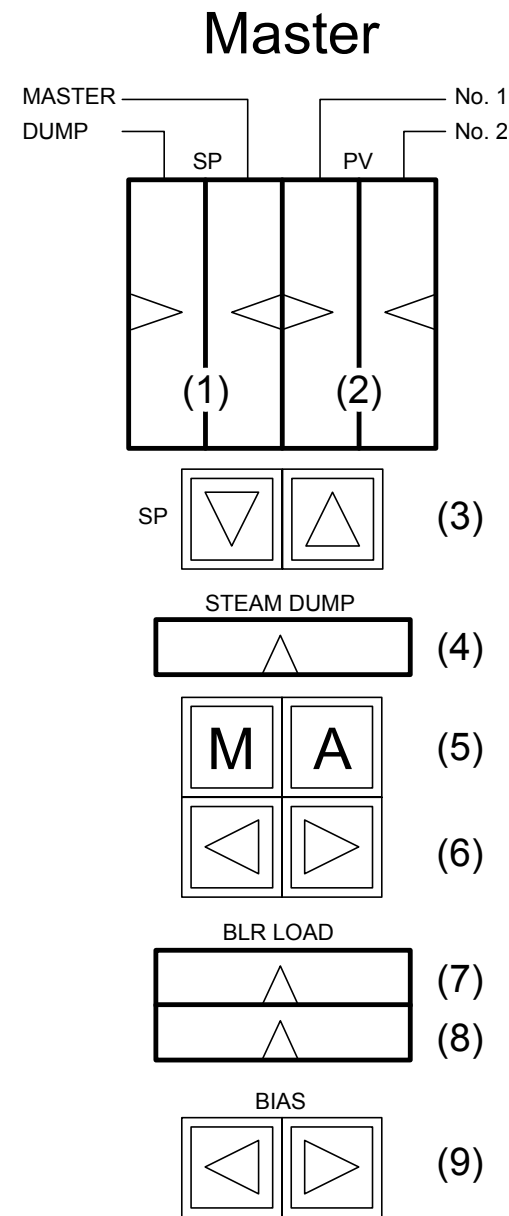 Master
MASTER No. 1
DUMP No. 2
SP PV
(1) (2)
SP (3)
STEAM DUMP
(4)
M A (5)
(6)
BLR LOAD
(7)
(8)
BIAS
(9)